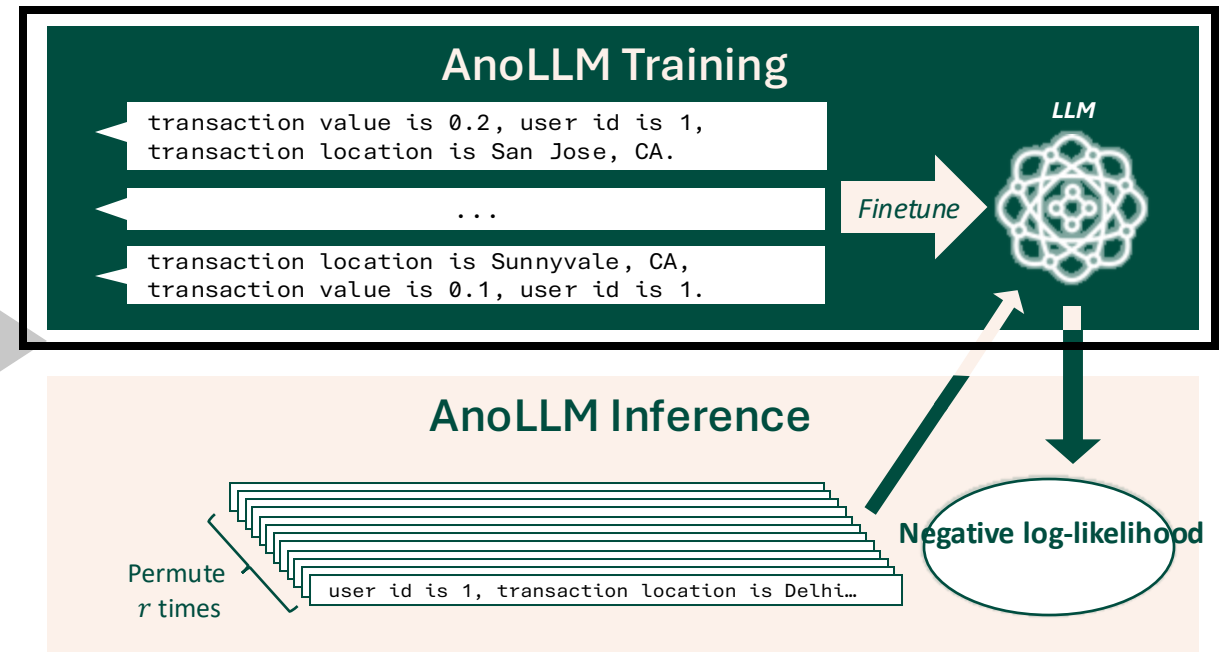 AnoLLM Training
transaction value is 0.2, user id is 1,
transaction location is San Jose, CA.
...
transaction location is Sunnyvale, CA,
transaction value is 0.1, user id is 1.
Finetune
LLM
AnoLLM Inference
Permute
r times
user id is 1, transaction location is Delhi…
Negative log-likelihood